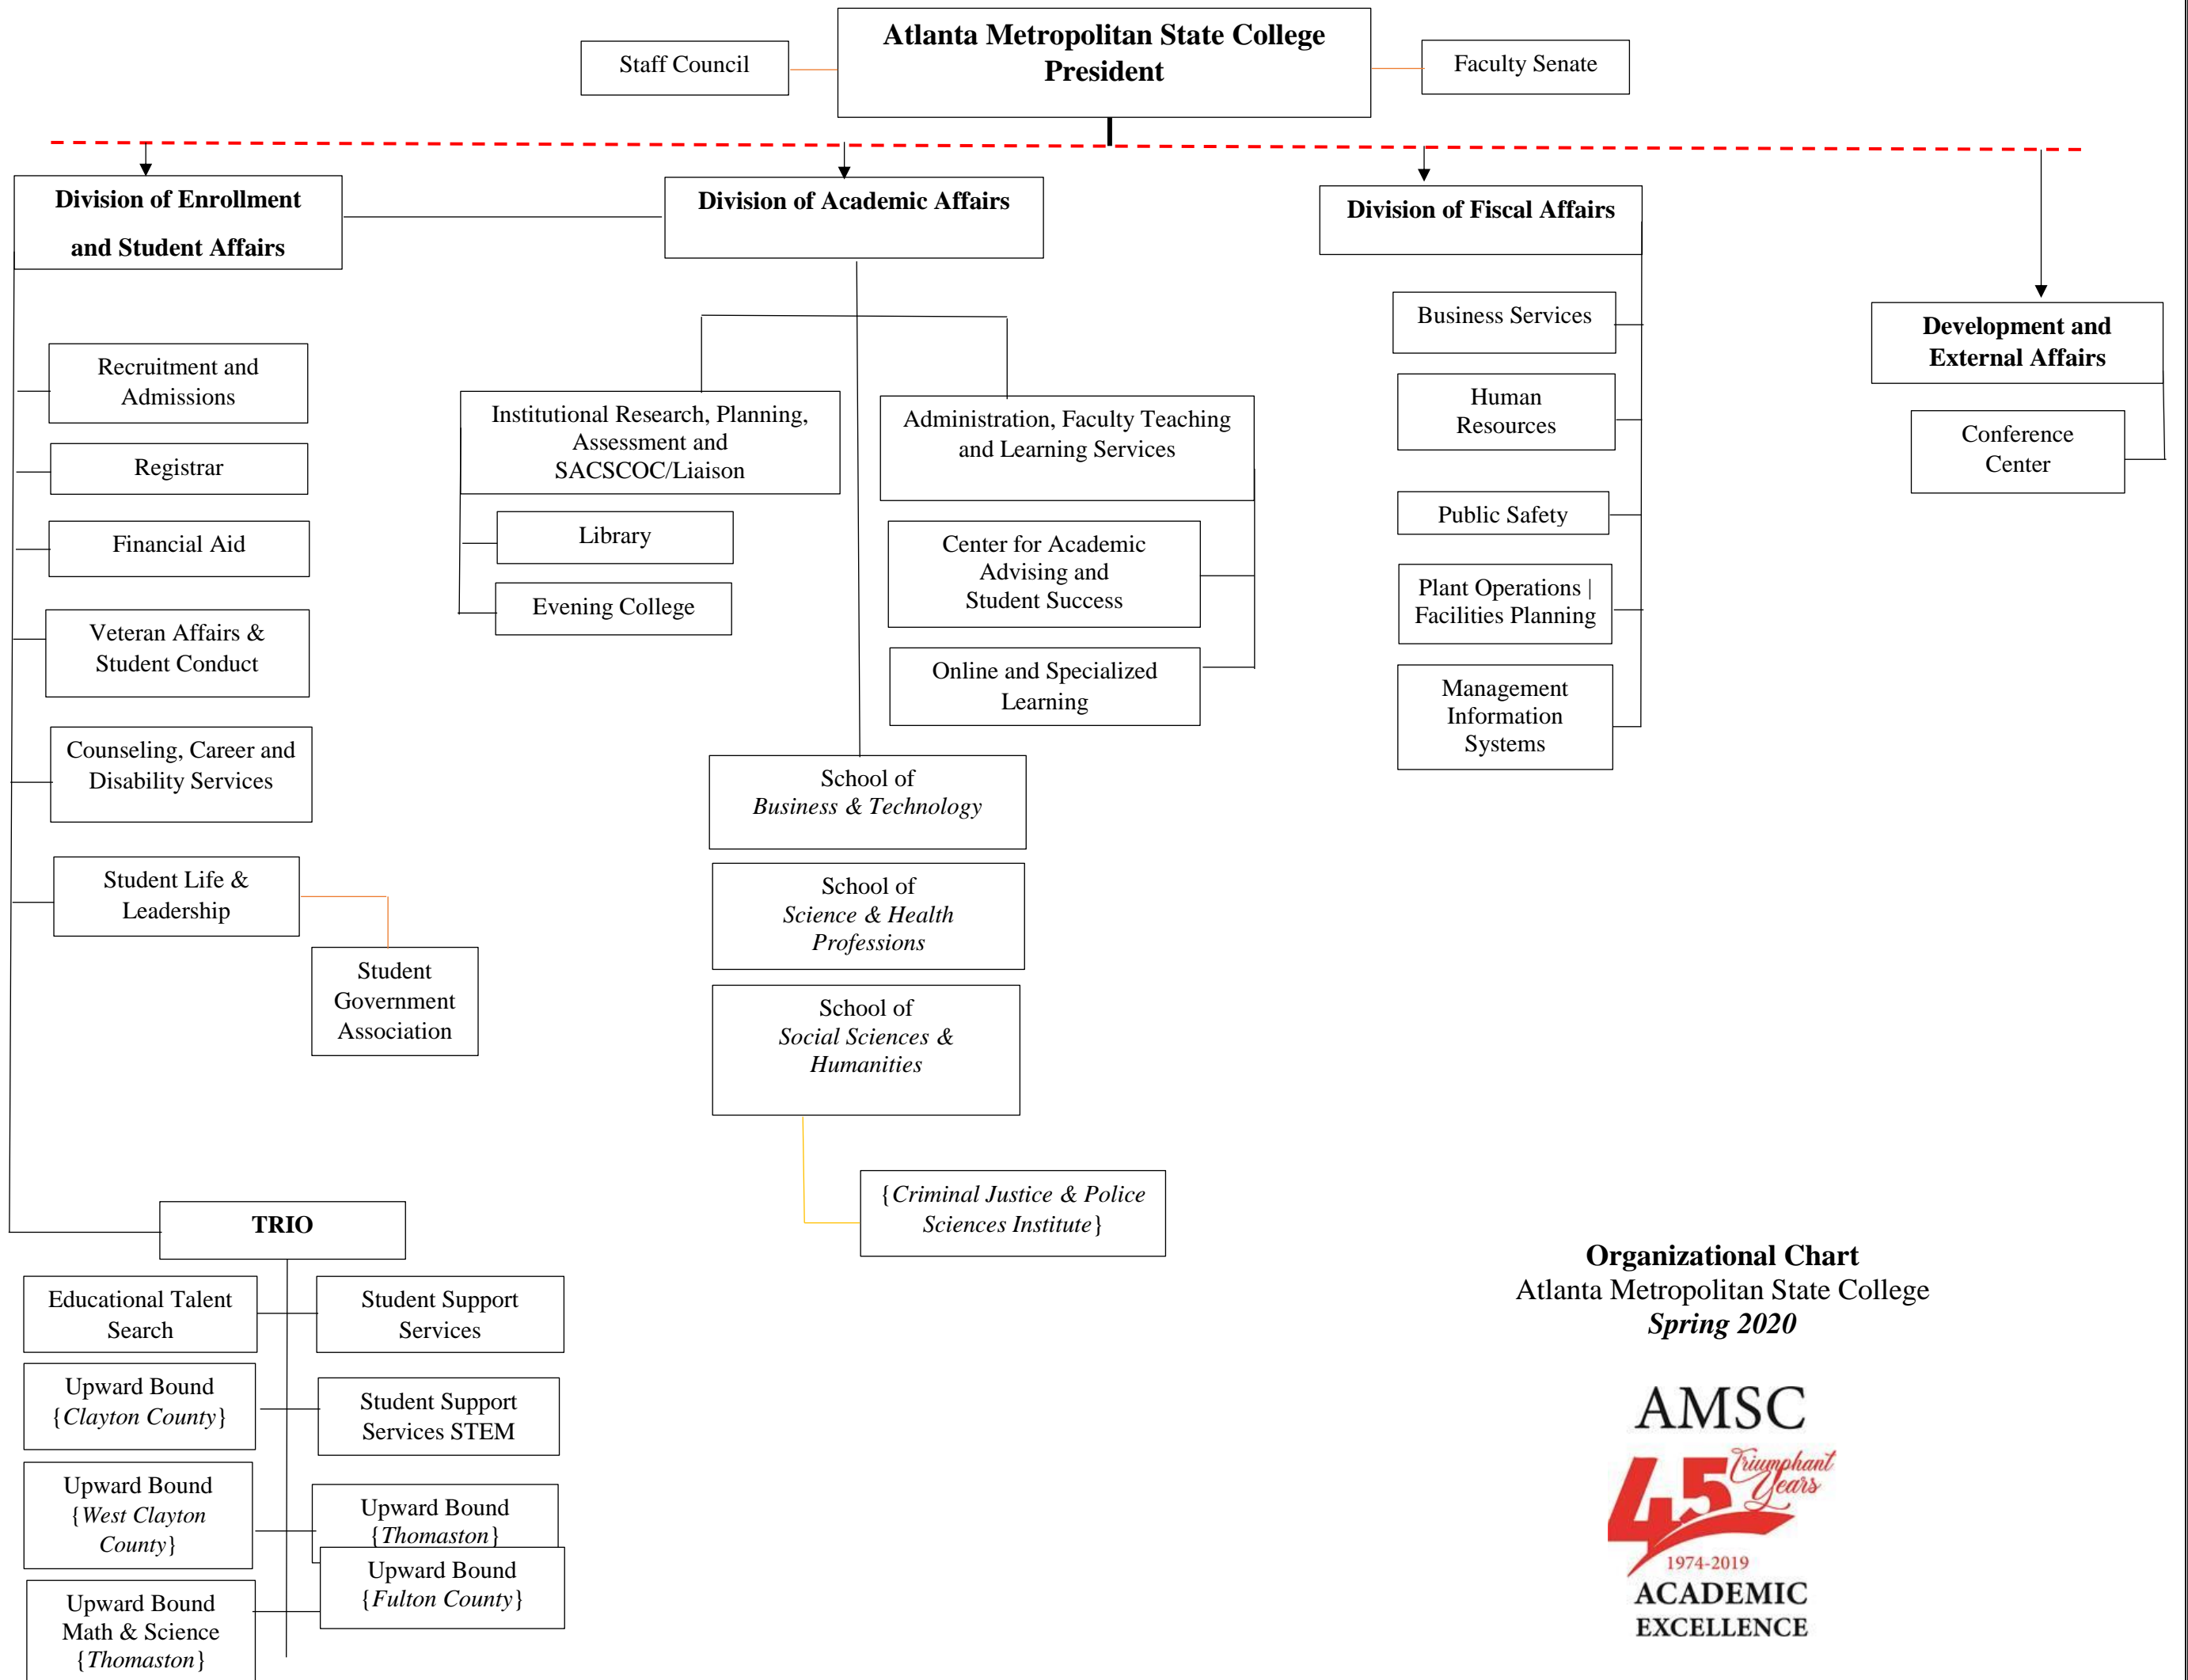 Atlanta Metropolitan State College
President
Staff Council
Faculty Senate
Division of Enrollment
and Student Affairs
Division of Academic Affairs
Division of Fiscal Affairs
Development and
External Affairs
Recruitment and
Admissions
Registrar
Financial Aid
Veteran Affairs &
Student Conduct
Counseling, Career and
Disability Services
Student Life &
Leadership
Student
Government
Association
Institutional Research, Planning,
Assessment and
SACSCOC/Liaison
Library
Evening College
Administration, Faculty Teaching
and Learning Services
Center for Academic
Advising and
Student Success
Online and Specialized
Learning
School of
Business & Technology
School of
Science & Health
Professions
School of
Social Sciences &
Humanities
{Criminal Justice & Police
Sciences Institute}
Business Services
Human
Resources
Public Safety
Plant Operations |
Facilities Planning
Management
Information
Systems
Conference
Center
TRIO
Educational Talent
Search
Student Support
Services
Upward Bound
{Clayton County}
Student Support
Services STEM
Upward Bound
{West Clayton
County}
Upward Bound
{Thomaston}
Upward Bound
{Fulton County}
Upward Bound
Math & Science
{Thomaston}
Organizational Chart
Atlanta Metropolitan State College
Spring 2020
AMSC
45 Triumphant
Years
1974-2019
ACADEMIC
EXCELLENCE